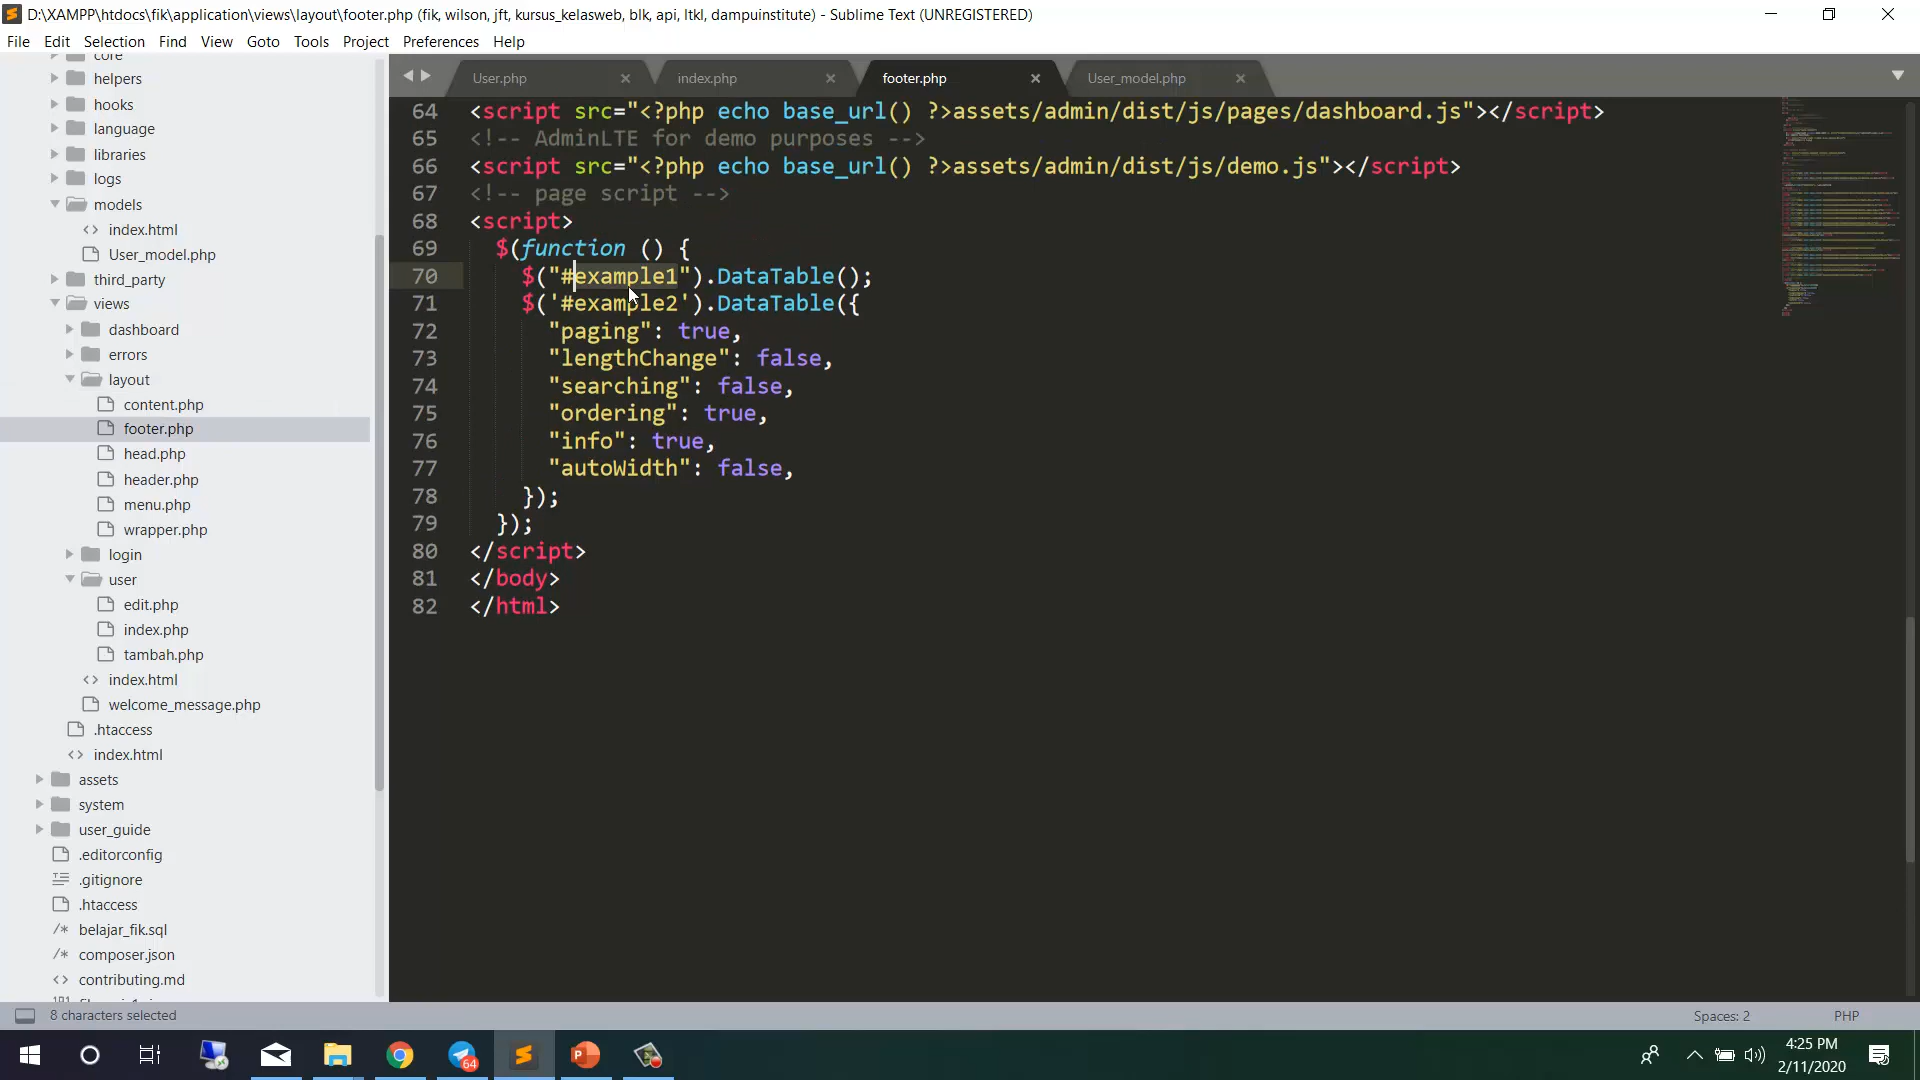 D:\XAMPP\htdocs\fik\application\views\layout\footer.php (fik, wilson, jft, kursus_kelasweb, blk, api, ltkl, dampuinstitute) - Sublime Text (UNREGISTERED)
File Edit Selection Find View Goto Tools Project Preferences Help
core
helpers
hooks
language
libraries
logs
models
index.html
User_model.php
third_party
views
dashboard
errors
layout
content.php
footer.php
head.php
header.php
menu.php
wrapper.php
login
user
edit.php
index.php
tambah.php
index.html
welcome_message.php
.htaccess
index.html
assets
system
user_guide
.editorconfig
.gitignore
.htaccess
belajar_fik.sql
composer.json
contributing.md
User.php index.php footer.php User_model.php
64 <script src="<?php echo base_url() ?>assets/admin/dist/js/pages/dashboard.js"></script>
65 <!-- AdminLTE for demo purposes -->
66 <script src="<?php echo base_url() ?>assets/admin/dist/js/demo.js"></script>
67 <!-- page script -->
68 <script>
69 $(function () {
70 $("#example1").DataTable();
71 $('#example2').DataTable({
72 "paging": true,
73 "lengthChange": false,
74 "searching": false,
75 "ordering": true,
76 "info": true,
77 "autoWidth": false,
78 });
79 });
80 </script>
81 </body>
82 </html>
8 characters selected Spaces: 2 PHP
64
4:25 PM
2/11/2020